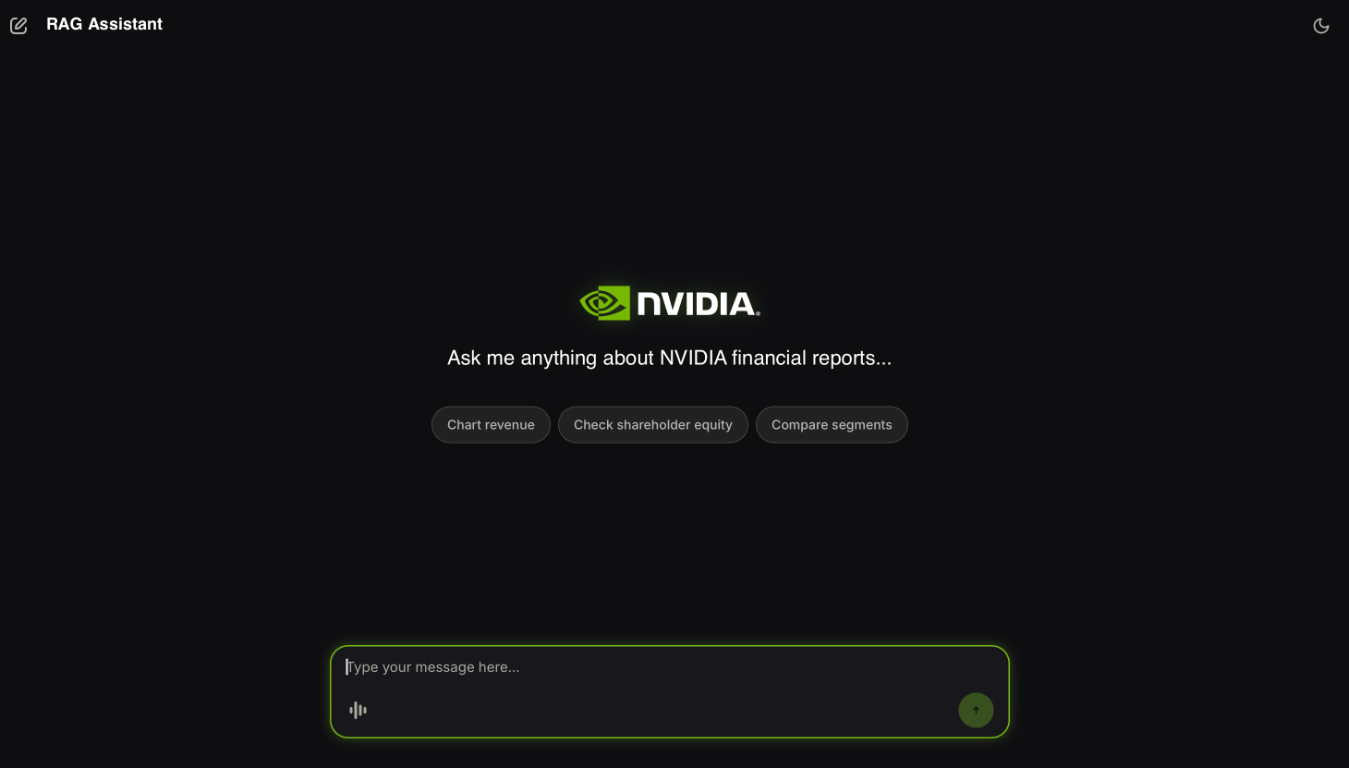 RAG Assistant
NVIDIA.
Ask me anything about NVIDIA financial reports...
Chart revenue
Check shareholder equity
Compare segments
Type your message here...